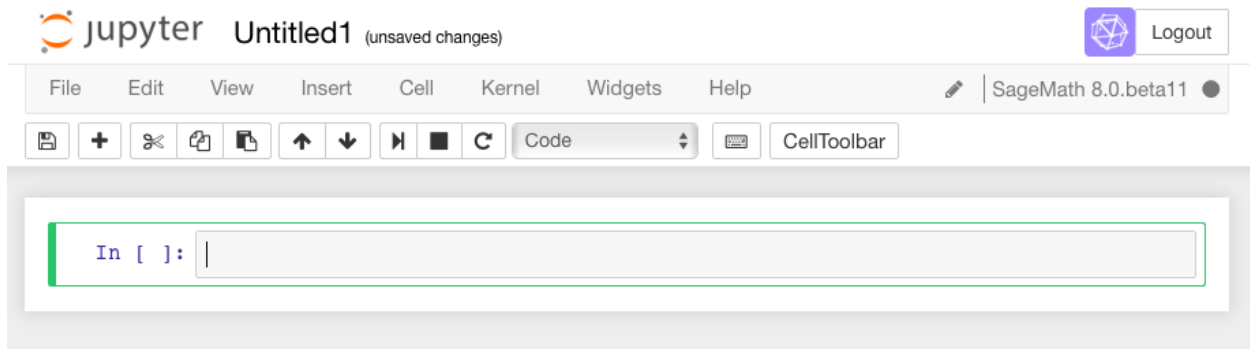 jupyter Untitled1 (unsaved changes) Logout
File Edit View Insert Cell Kernel Widgets Help SageMath 8.0.beta11
Code CellToolbar
In [ ]: